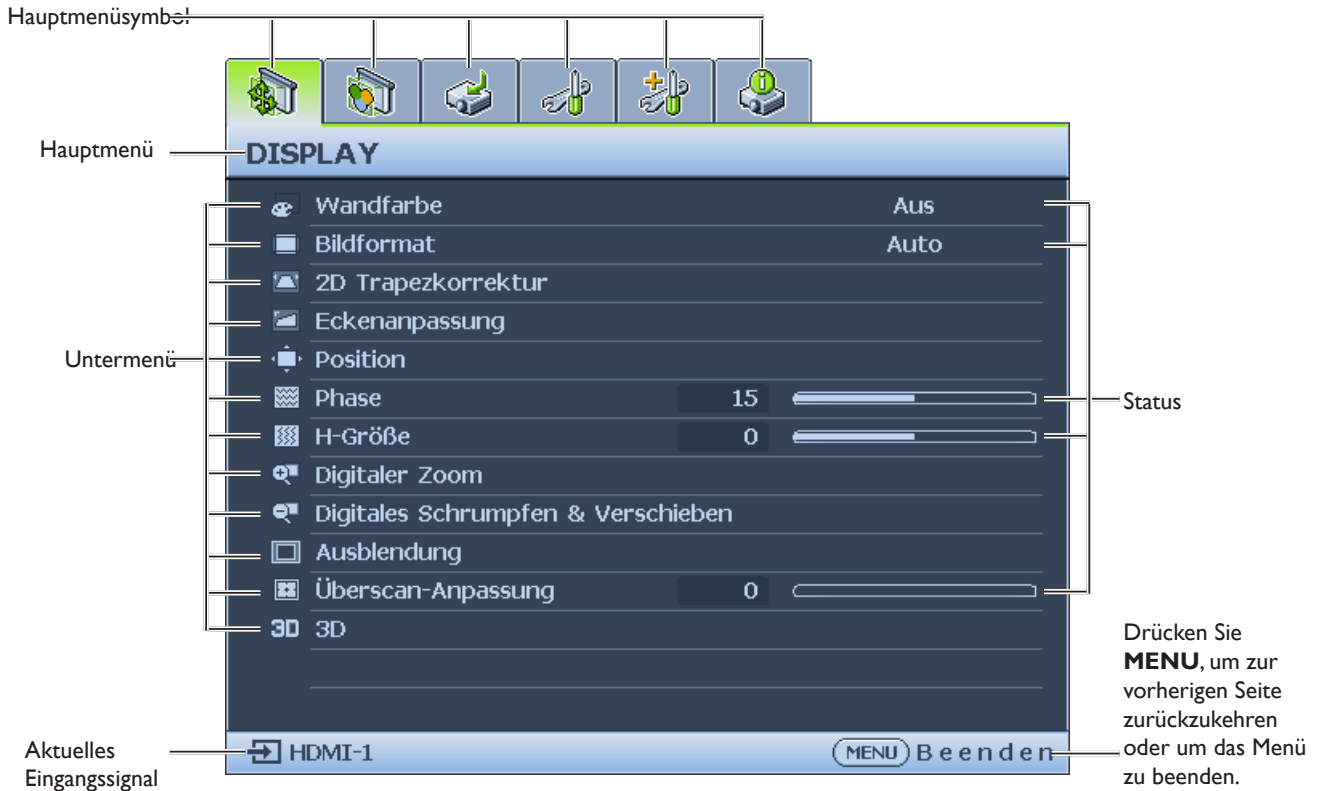 Hauptmenüsymbol
Hauptmenü
DISPLAY
Wandfarbe Aus
Bildformat Auto
2D Trapezkorrektur
Eckenanpassung
Untermenü
Position
Phase 15
Status
H-Größe 0
Digitaler Zoom
Digitales Schrumpfen & Verschieben
Ausblendung
Überscan-Anpassung 0
3D 3D
Drücken Sie
MENU, um zur
vorherigen Seite
zurückzukehren
oder um das Menü
zu beenden.
Aktuelles
Eingangssignal
HDMI-1
MENU Beenden